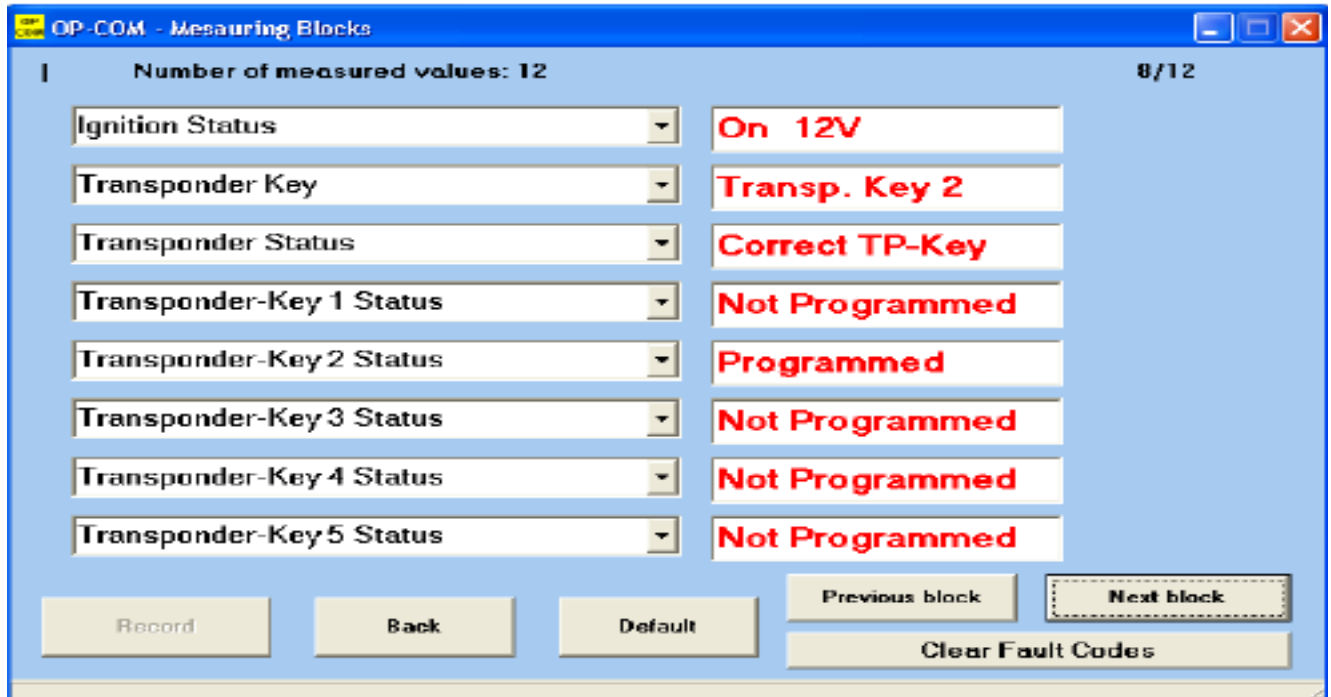 OP COM OP-COM - Mesauring Blocks
Number of measured values: 12 8/12
Ignition Status On 12V
Transponder Key Transp. Key 2
Transponder Status Correct TP-Key
Transponder-Key 1 Status Not Programmed
Transponder-Key 2 Status Programmed
Transponder-Key 3 Status Not Programmed
Transponder-Key 4 Status Not Programmed
Transponder-Key 5 Status Not Programmed
Previous block Next block
Record Back Default
Clear Fault Codes